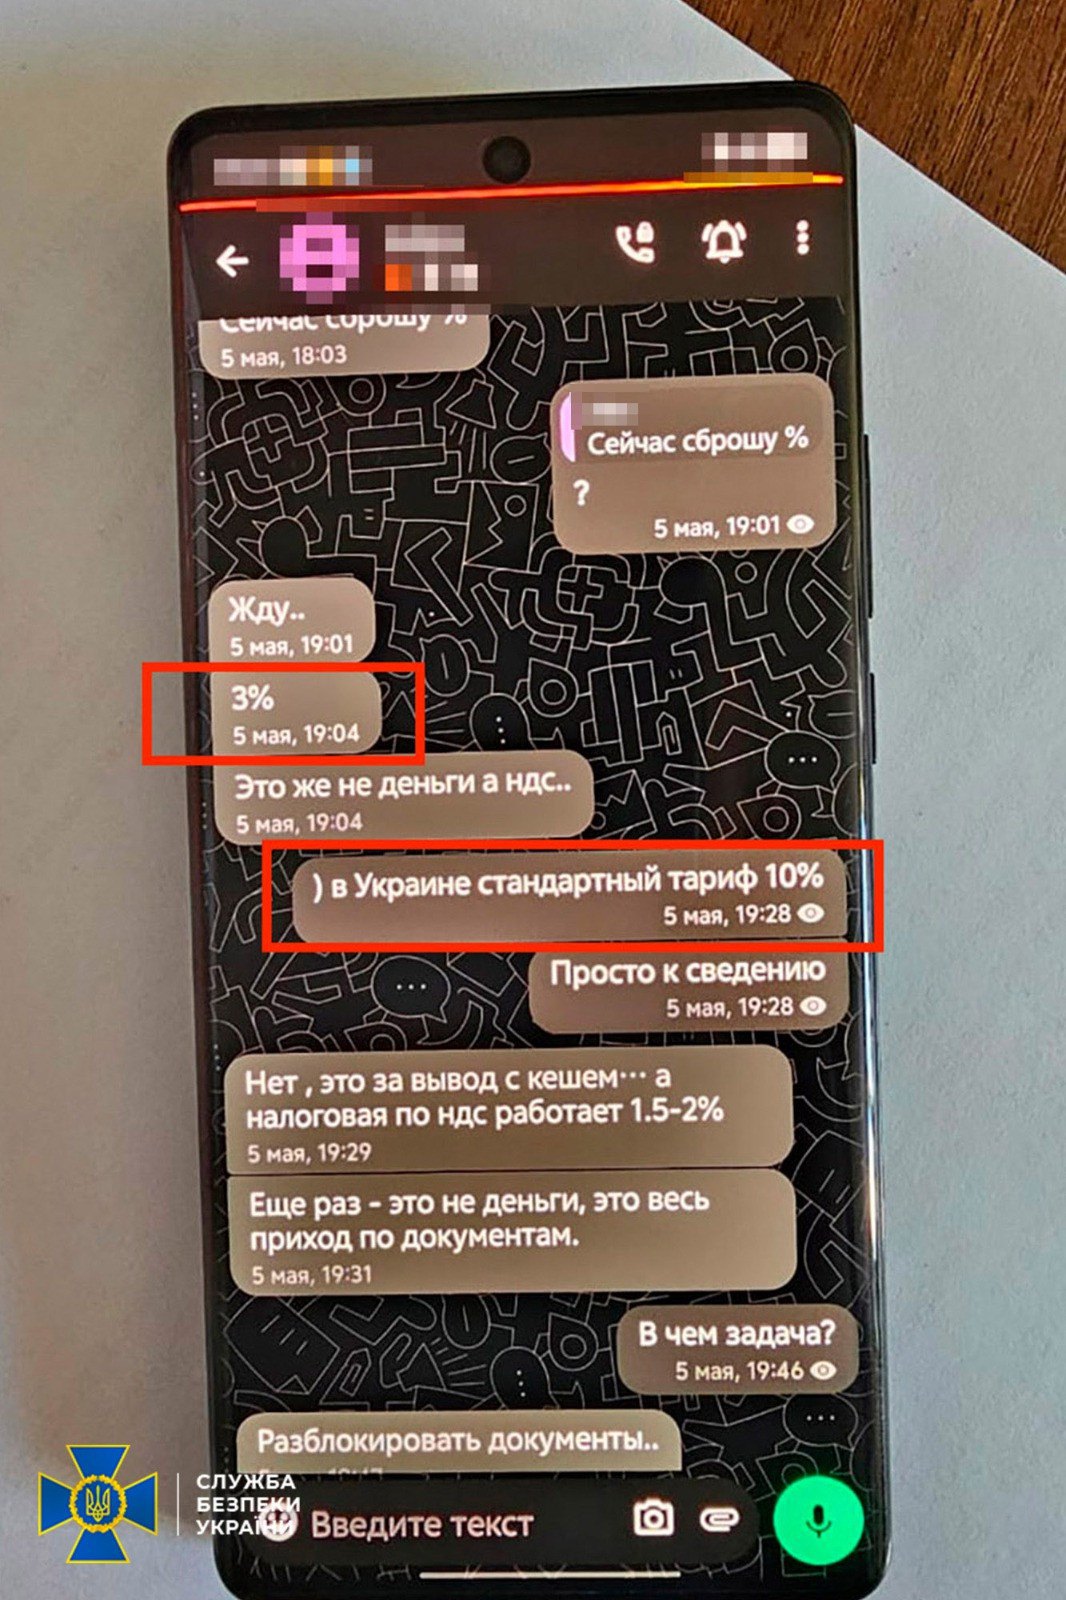 Сейчас сброшу %
5 мая, 18:03
Сейчас сброшу %
?
5 мая, 19:01
Жду..
5 мая, 19:01
3%
5 мая, 19:04
Это же не деньги а ндс..
5 мая, 19:04
) в Украине стандартный тариф 10%
5 мая, 19:28
Просто к сведению
5 мая, 19:28
Нет , это за вывод с кешем... а
налоговая по ндс работает 1.5-2%
5 мая, 19:29
Еще раз - это не деньги, это весь
приход по документам.
5 мая, 19:31
В чем задача?
5 мая, 19:46
Разблокировать документы..
Введите текст
СЛУЖБА
БЕЗПЕКИ
УКРАЇНИ